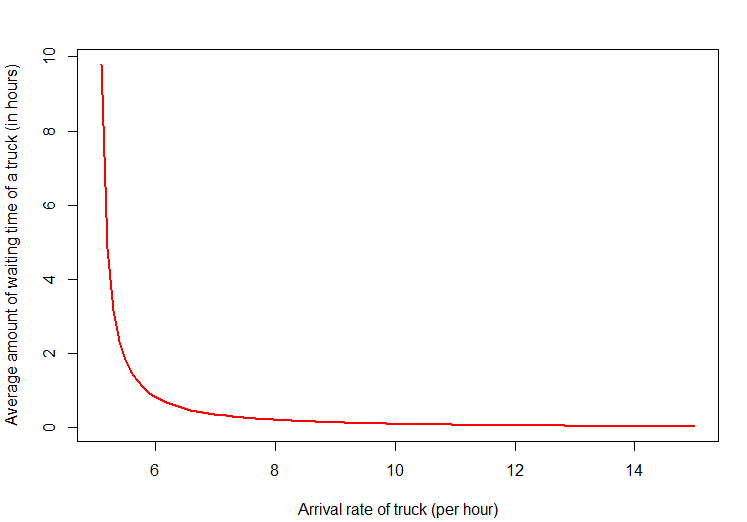 Average amount of waiting time of a truck (in hours)
10
8
6
4
2
0
6 8 10 12 14
Arrival rate of truck (per hour)